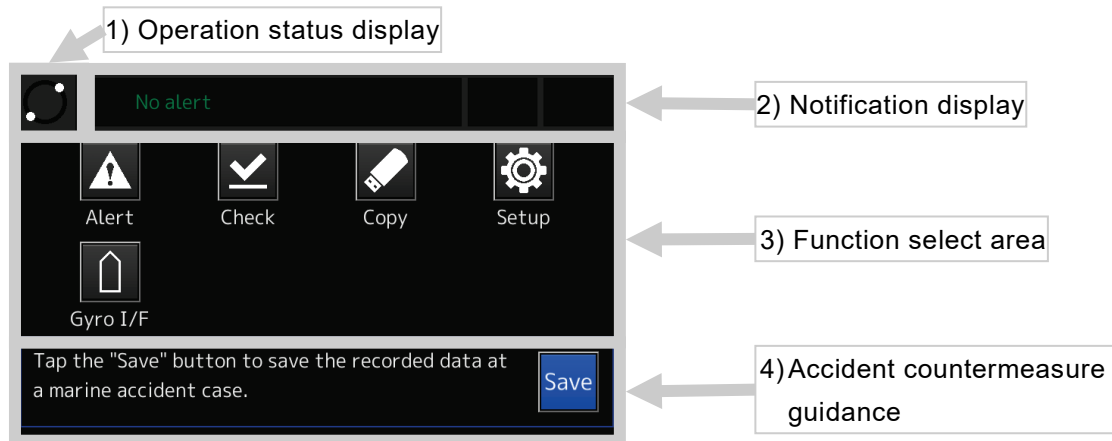 1) Operation status display
No alert
2) Notification display
Alert
Check
Copy
Setup
3) Function select area
Gyro I/F
Tap the "Save" button to save the recorded data at
a marine accident case.
Save
4) Accident countermeasure
guidance